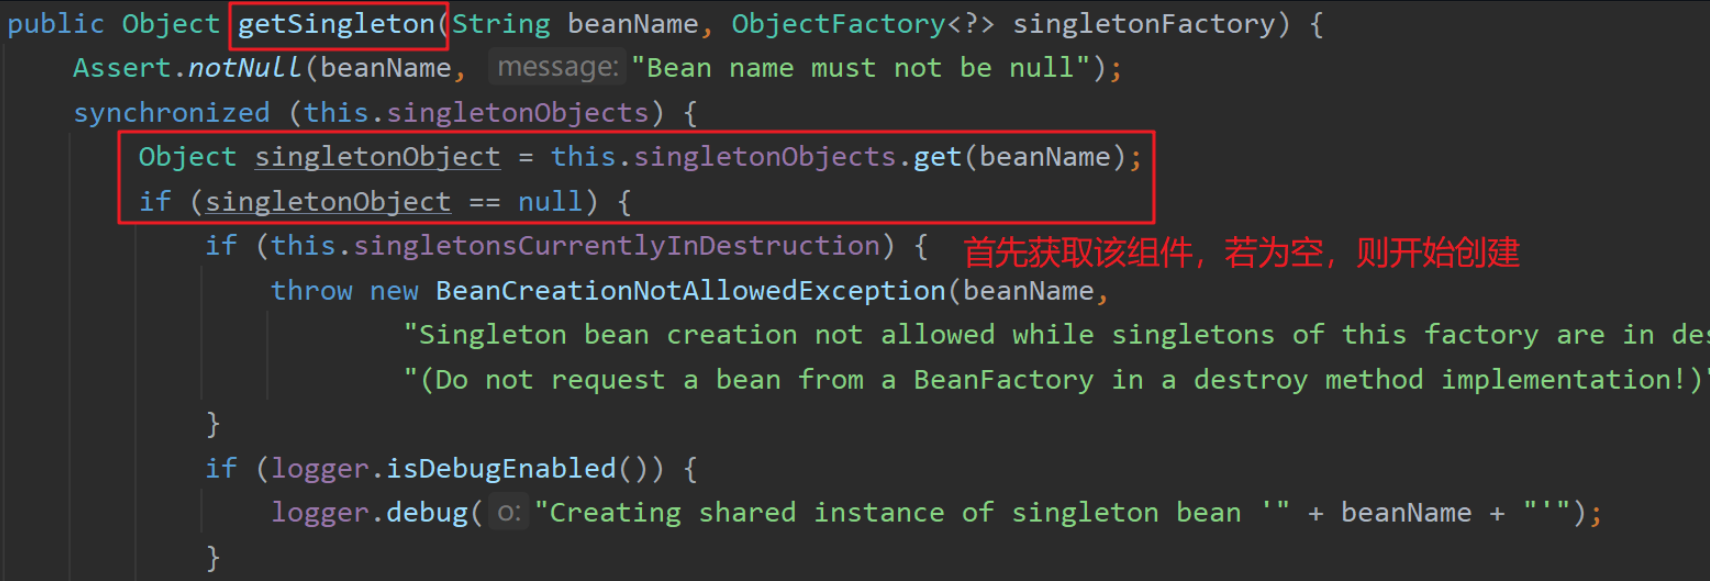 public Object getSingleton(String beanName, ObjectFactory<?> singletonFactory) {
Assert.notNull(beanName, message: "Bean name must not be null");
synchronized (this.singletonObjects) {
Object singletonObject = this.singletonObjects.get(beanName);
if (singletonObject == null) {
if (this.singletonsCurrentlyInDestruction) { 首先获取该组件，若为空，则开始创建
throw new BeanCreationNotAllowedException(beanName,
"Singleton bean creation not allowed while singletons of this factory are in des
"(Do not request a bean from a BeanFactory in a destroy method implementation!)"
}
if (logger.isDebugEnabled()) {
logger.debug( o: "Creating shared instance of singleton bean '" + beanName + "'");
}